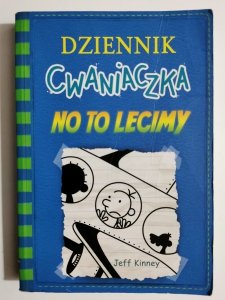 DZIENNIK
CWANIACZKA
NO TO LECIMY
Jeff Kinney